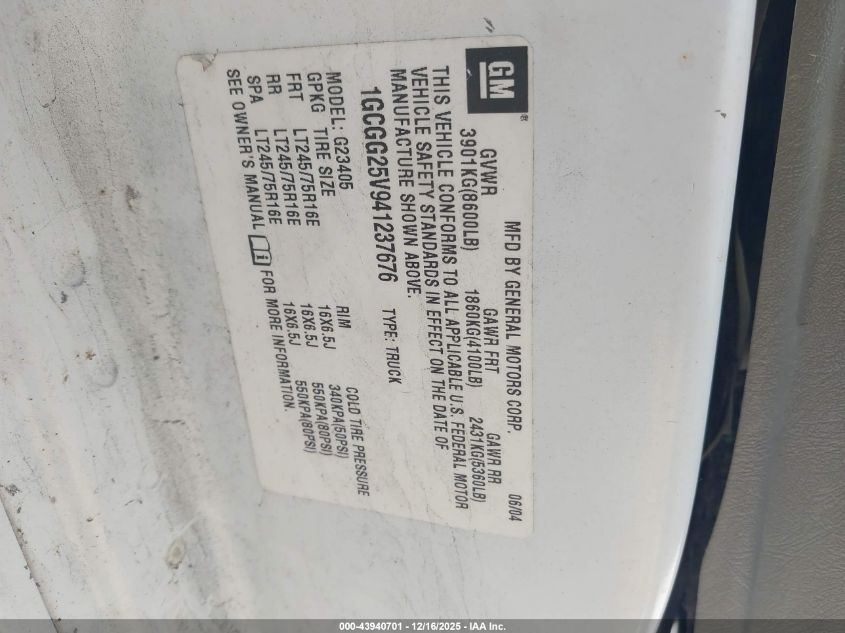 GM®
MFD BY GENERAL MOTORS CORP. 06/04
GVWR GAWR FRT GAWR RR
3901KG(8600LB) 1860KG(4100LB) 2431KG(5360LB)
THIS VEHICLE CONFORMS TO ALL APPLICABLE U.S. FEDERAL MOTOR
VEHICLE SAFETY STANDARDS IN EFFECT ON THE DATE OF
MANUFACTURE SHOWN ABOVE.
1GCGG25V941237676 TYPE: TRUCK
MODEL: G23405
GPKG TIRE SIZE RIM COLD TIRE PRESSURE
FRT LT245/75R16E 16X6.5J 340KPA(50PSI)
RR LT245/75R16E 16X6.5J 550KPA(80PSI)
SPA LT245/75R16E 16X6.5J 550KPA(80PSI)
SEE OWNER'S MANUAL i FOR MORE INFORMATION.
000-43940701 - 12/16/2025 - IAA Inc.